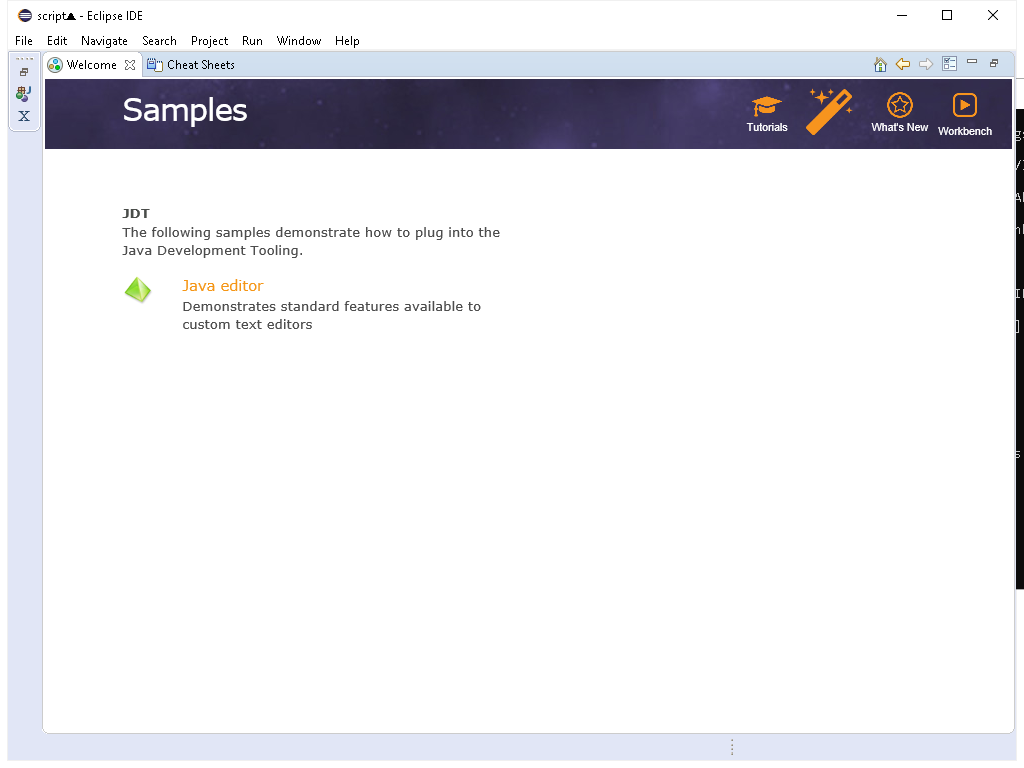 script▲ - Eclipse IDE
File Edit Navigate Search Project Run Window Help
Welcome Cheat Sheets
Samples
Tutorials
What's New
Workbench
JDT
The following samples demonstrate how to plug into the
Java Development Tooling.
Java editor
Demonstrates standard features available to
custom text editors